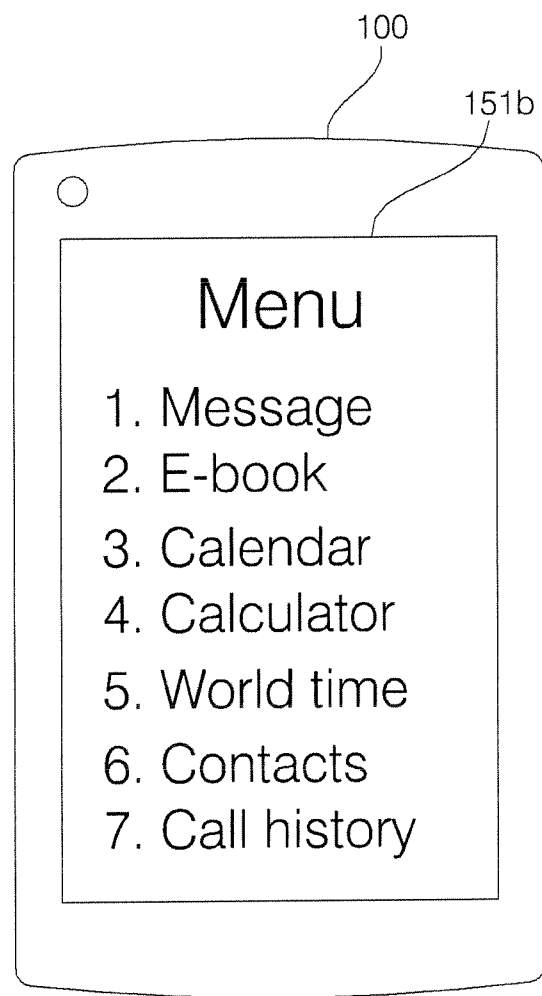 100
151b
Menu
1. Message
2. E-book
3. Calendar
4. Calculator
5. World time
6. Contacts
7. Call history